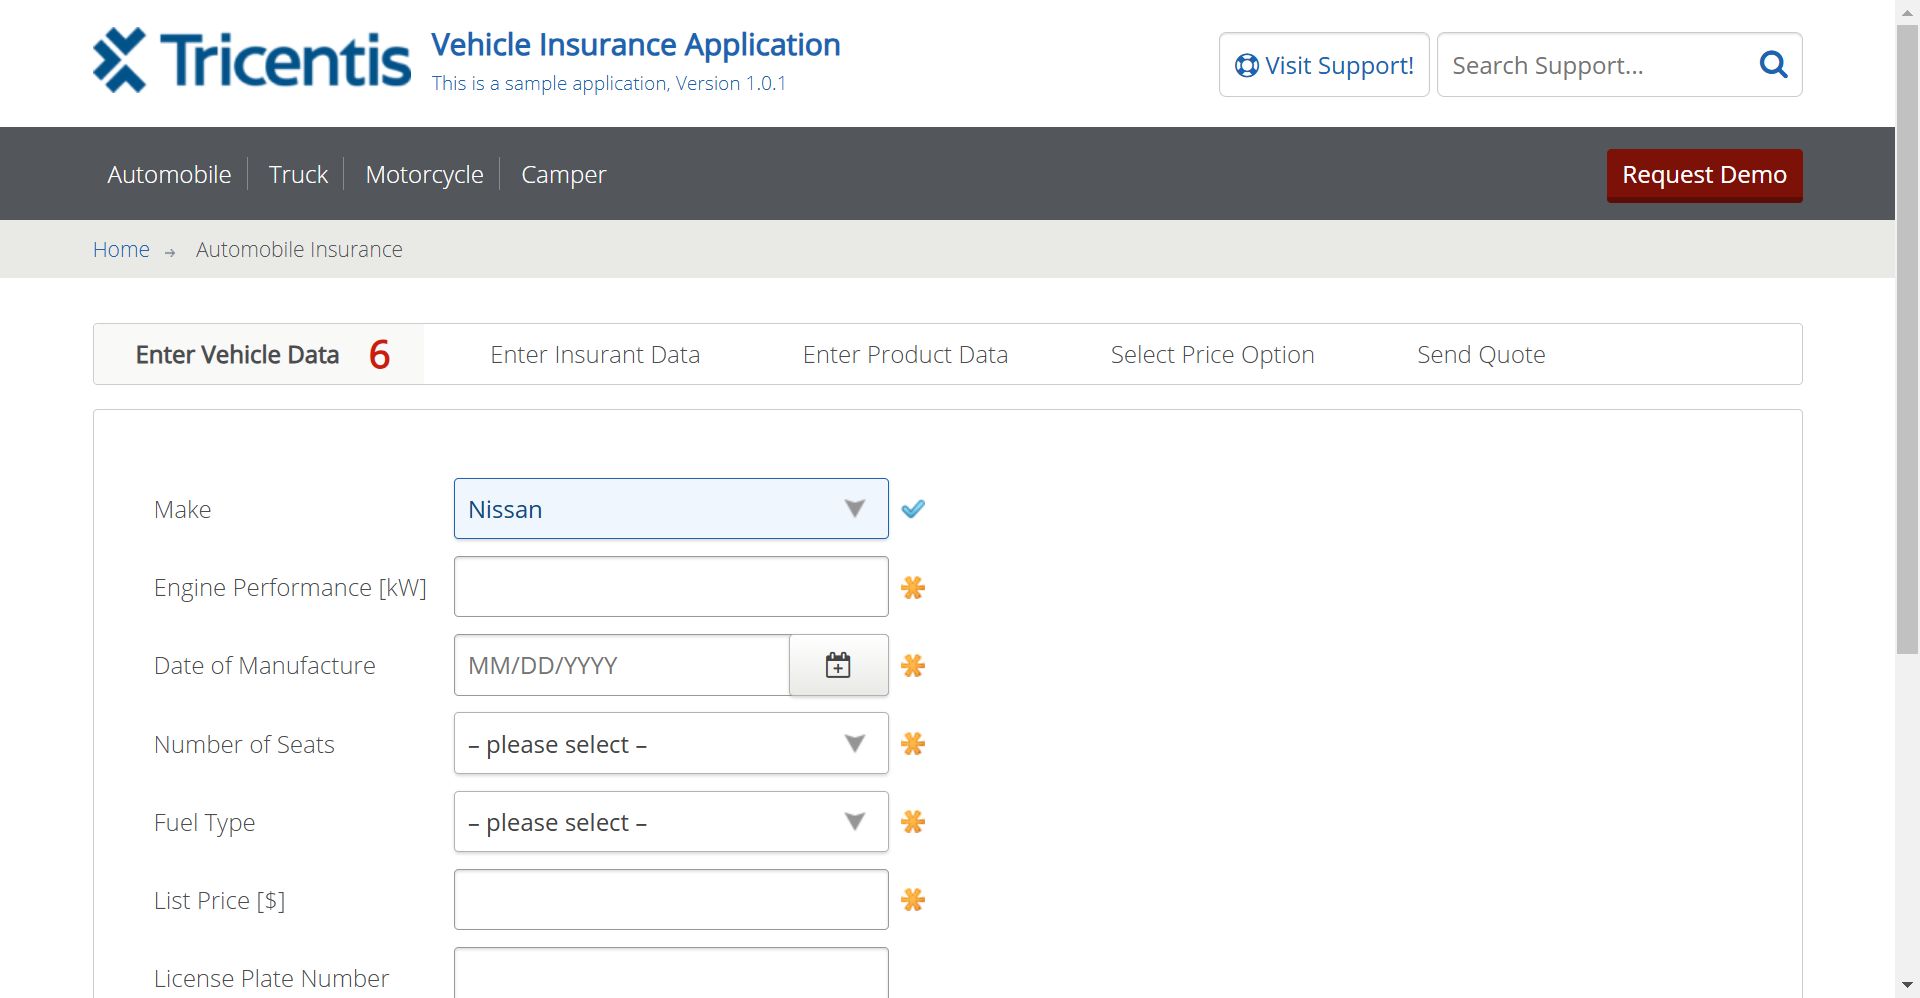 Tricentis
Vehicle Insurance Application
This is a sample application, Version 1.0.1
Visit Support!
Search Support...
Automobile
Truck
Motorcycle
Camper
Request Demo
Home
Automobile Insurance
Enter Vehicle Data 6
Enter Insurant Data
Enter Product Data
Select Price Option
Send Quote
Make
Nissan
Engine Performance [kW]
Date of Manufacture
MM/DD/YYYY
Number of Seats
– please select –
Fuel Type
– please select –
List Price [$]
License Plate Number